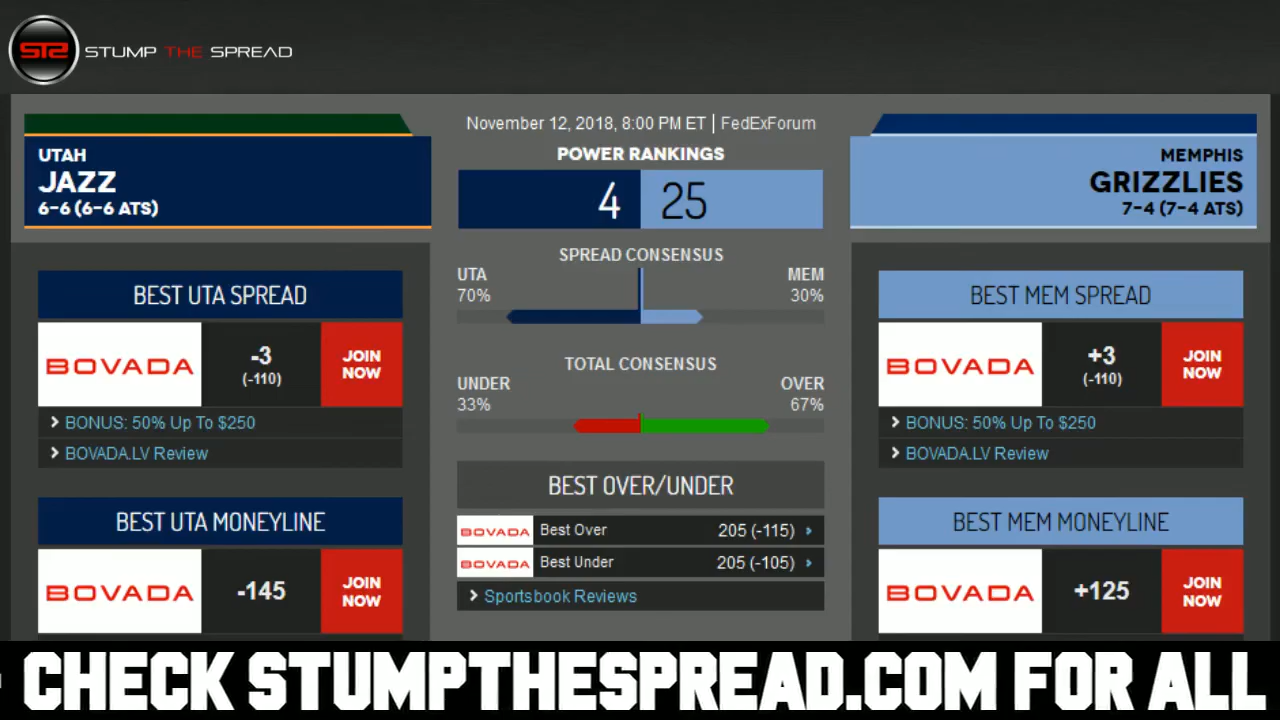 STS STUMP THE SPREAD
November 12, 2018, 8:00 PM ET | FedExForum
UTAH
JAZZ
6-6 (6-6 ATS)
POWER RANKINGS
4 25
MEMPHIS
GRIZZLIES
7-4 (7-4 ATS)
SPREAD CONSENSUS
UTA MEM
70% 30%
TOTAL CONSENSUS
UNDER OVER
33% 67%
BEST UTA SPREAD
BOVADA -3 (-110) JOIN NOW
BONUS: 50% Up To $250
BOVADA.LV Review
BEST UTA MONEYLINE
BOVADA -145 JOIN NOW
BEST OVER/UNDER
BOVADA Best Over 205 (-115)
BOVADA Best Under 205 (-105)
Sportsbook Reviews
BEST MEM SPREAD
BOVADA +3 (-110) JOIN NOW
BONUS: 50% Up To $250
BOVADA.LV Review
BEST MEM MONEYLINE
BOVADA +125 JOIN NOW
CHECK STUMPTHESPREAD.COM FOR ALL